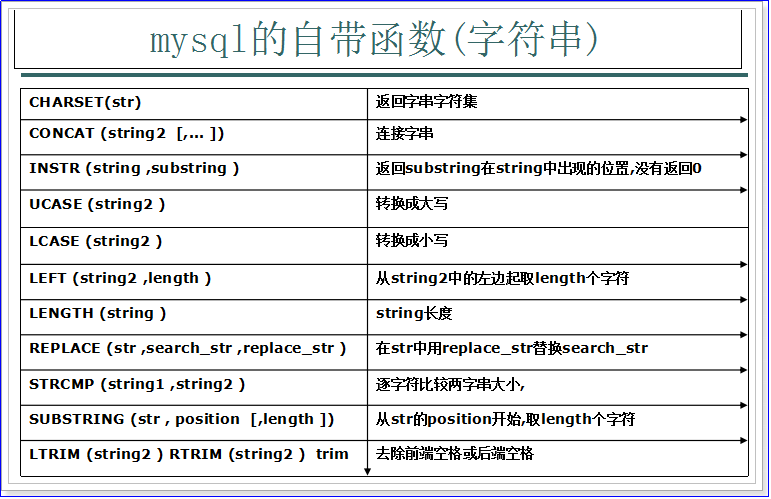 mysql的自带函数(字符串)
CHARSET(str) 返回字串字符集
CONCAT (string2 [,... ]) 连接字串
INSTR (string ,substring ) 返回substring在string中出现的位置,没有返回0
UCASE (string2 ) 转换成大写
LCASE (string2 ) 转换成小写
LEFT (string2 ,length ) 从string2中的左边起取length个字符
LENGTH (string ) string长度
REPLACE (str ,search_str ,replace_str ) 在str中用replace_str替换search_str
STRCMP (string1 ,string2 ) 逐字符比较两字串大小,
SUBSTRING (str , position [,length ]) 从str的position开始,取length个字符
LTRIM (string2 ) RTRIM (string2 ) trim 去除前端空格或后端空格